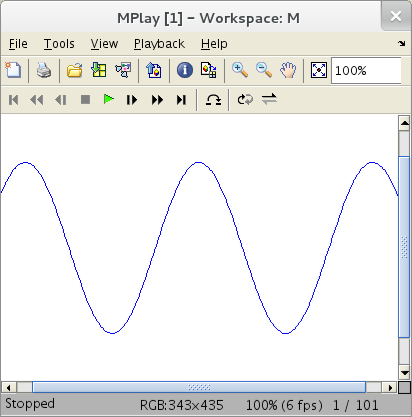 MPlay [1] - Workspace: M
File Tools View Playback Help
100%
Stopped RGB:343x435 100% (6 fps) 1 / 101